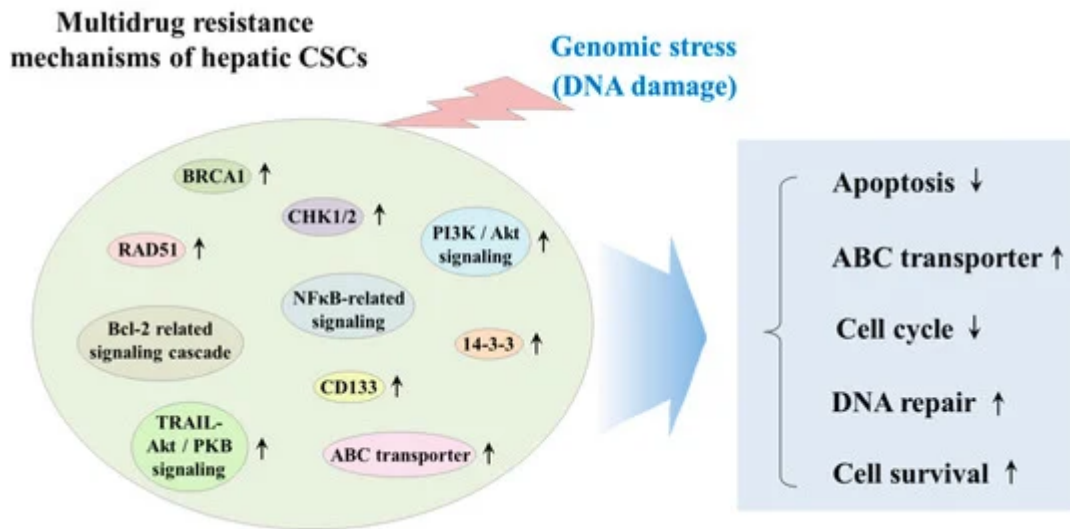 Multidrug resistance
mechanisms of hepatic CSCs
Genomic stress
(DNA damage)
BRCA1 ↑
CHK1/2 ↑
RAD51 ↑
PI3K / Akt
signaling ↑
NFκB-related
signaling
Bcl-2 related
signaling cascade
14-3-3 ↑
CD133 ↑
TRAIL-
Akt / PKB
signaling ↑
ABC transporter ↑
Apoptosis ↓
ABC transporter ↑
Cell cycle ↓
DNA repair ↑
Cell survival ↑